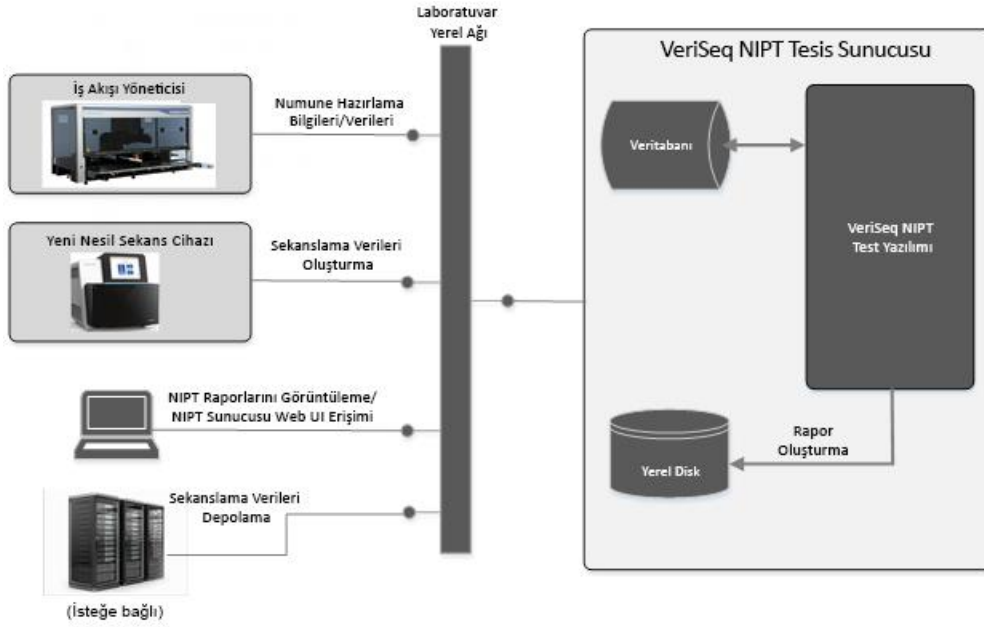 Laboratuvar
Yerel Ağı
VeriSeq NIPT Tesis Sunucusu
İş Akışı Yöneticisi
Numune Hazırlama
Bilgileri/Verileri
Veritabanı
Yeni Nesil Sekans Cihazı
Sekanslama Verileri
Oluşturma
VeriSeq NIPT
Test Yazılımı
NIPT Raporlarını Görüntüleme/
NIPT Sunucusu Web UI Erişimi
Rapor
Oluşturma
Yerel Disk
Sekanslama Verileri
Depolama
(İsteğe bağlı)